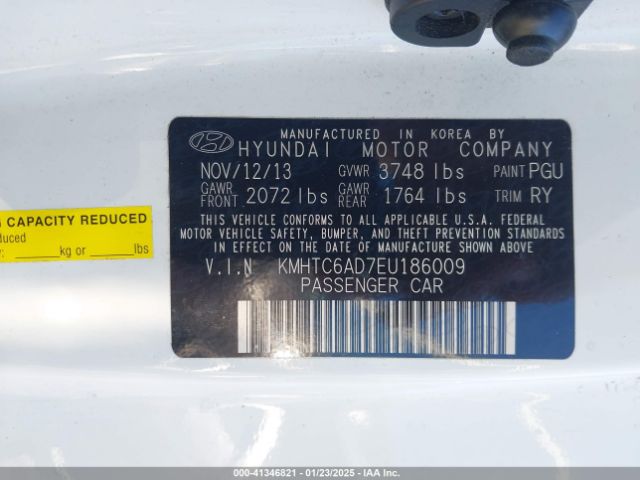 MANUFACTURED IN KOREA BY
HYUNDAI MOTOR COMPANY
NOV/12/13 GVWR 3748 lbs PAINT PGU
GAWR FRONT 2072 lbs GAWR REAR 1764 lbs TRIM RY
THIS VEHICLE CONFORMS TO ALL APPLICABLE U.S.A. FEDERAL
MOTOR VEHICLE SAFETY, BUMPER, AND THEFT PREVENTION STANDARDS
IN EFFECT ON THE DATE OF MANUFACTURE SHOWN ABOVE
V.I.N KMHTC6AD7EU186009
PASSENGER CAR
CAPACITY REDUCED
kg or lbs
© - 41346821 - 01/23/2025 - IAA Inc.